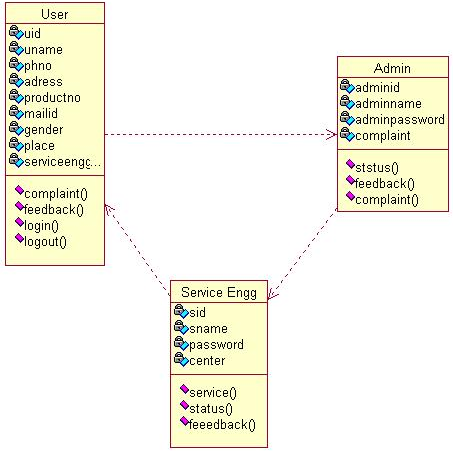 User
uid
uname
phno
adress
productno
mailid
gender
place
serviceengg...
complaint()
feedback()
login()
logout()
Admin
adminid
adminname
adminpassword
complaint
ststus()
feedback()
complaint()
Service Engg
sid
sname
password
center
service()
status()
feeedback()